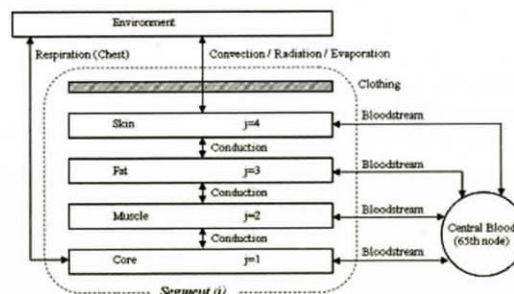 Environment
Respiration (Chest)
Convection / Radiation / Evaporation
Clothing
Skin j=4
Bloodstream
Conduction
Fat j=3
Bloodstream
Conduction
Muscle j=2
Bloodstream
Central Blood
(65th node)
Conduction
Core j=1
Bloodstream
Segment (i)